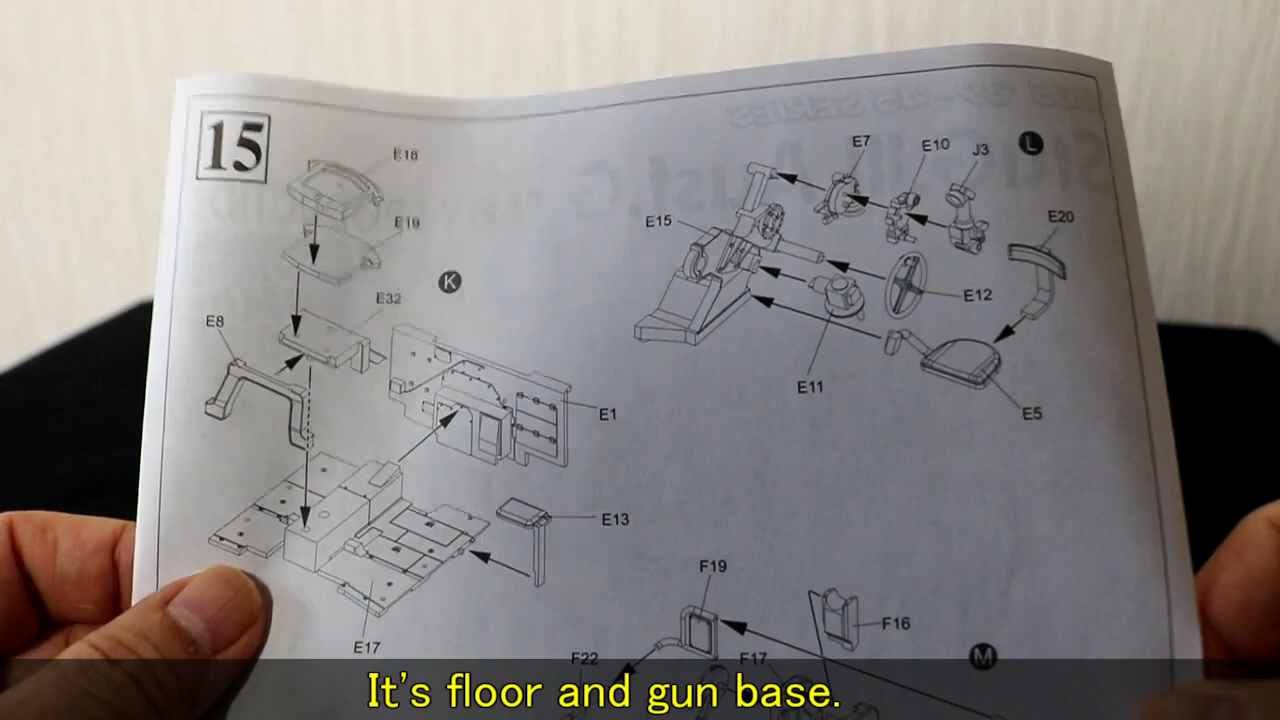 15
E18
E19
K
E32
E8
E1
E13
E17
E7
E10
J3
L
E15
E20
E12
E11
E5
F19
F16
M
F22
F17
It's floor and gun base.